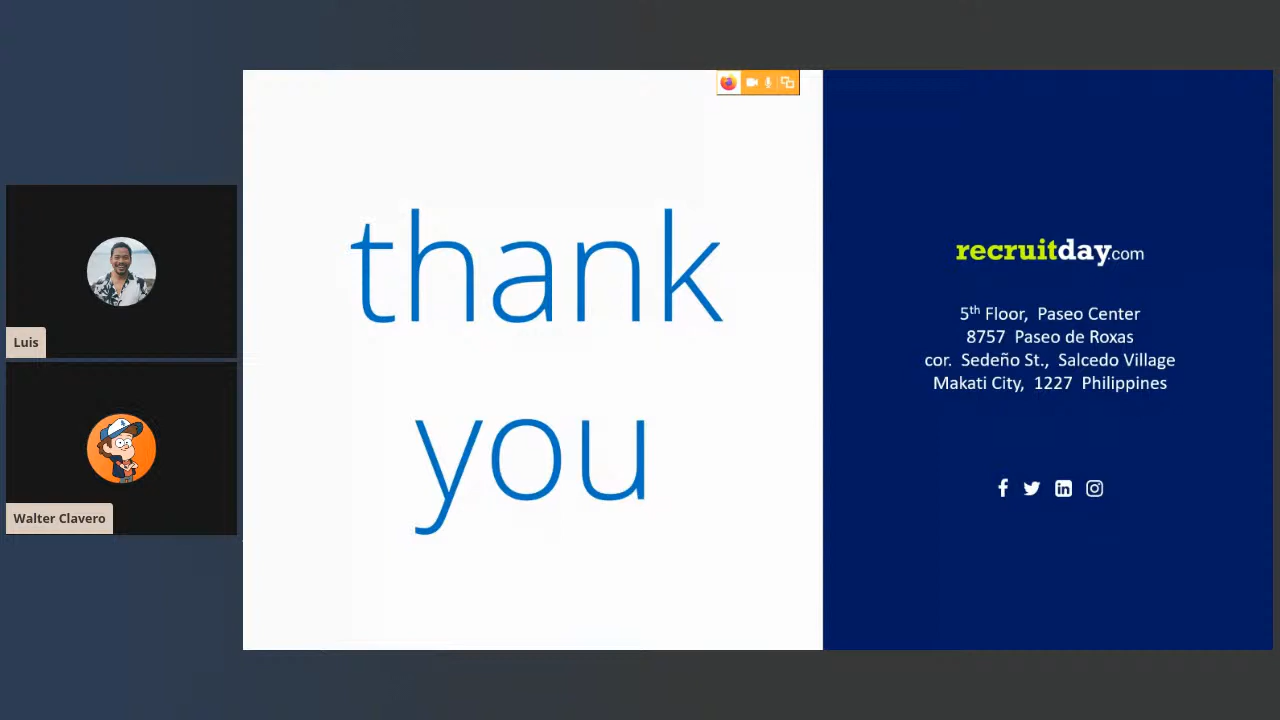 thank
you
recruitday.com
5th Floor, Paseo Center
8757 Paseo de Roxas
cor. Sedeño St., Salcedo Village
Makati City, 1227 Philippines
Luis
Walter Clavero